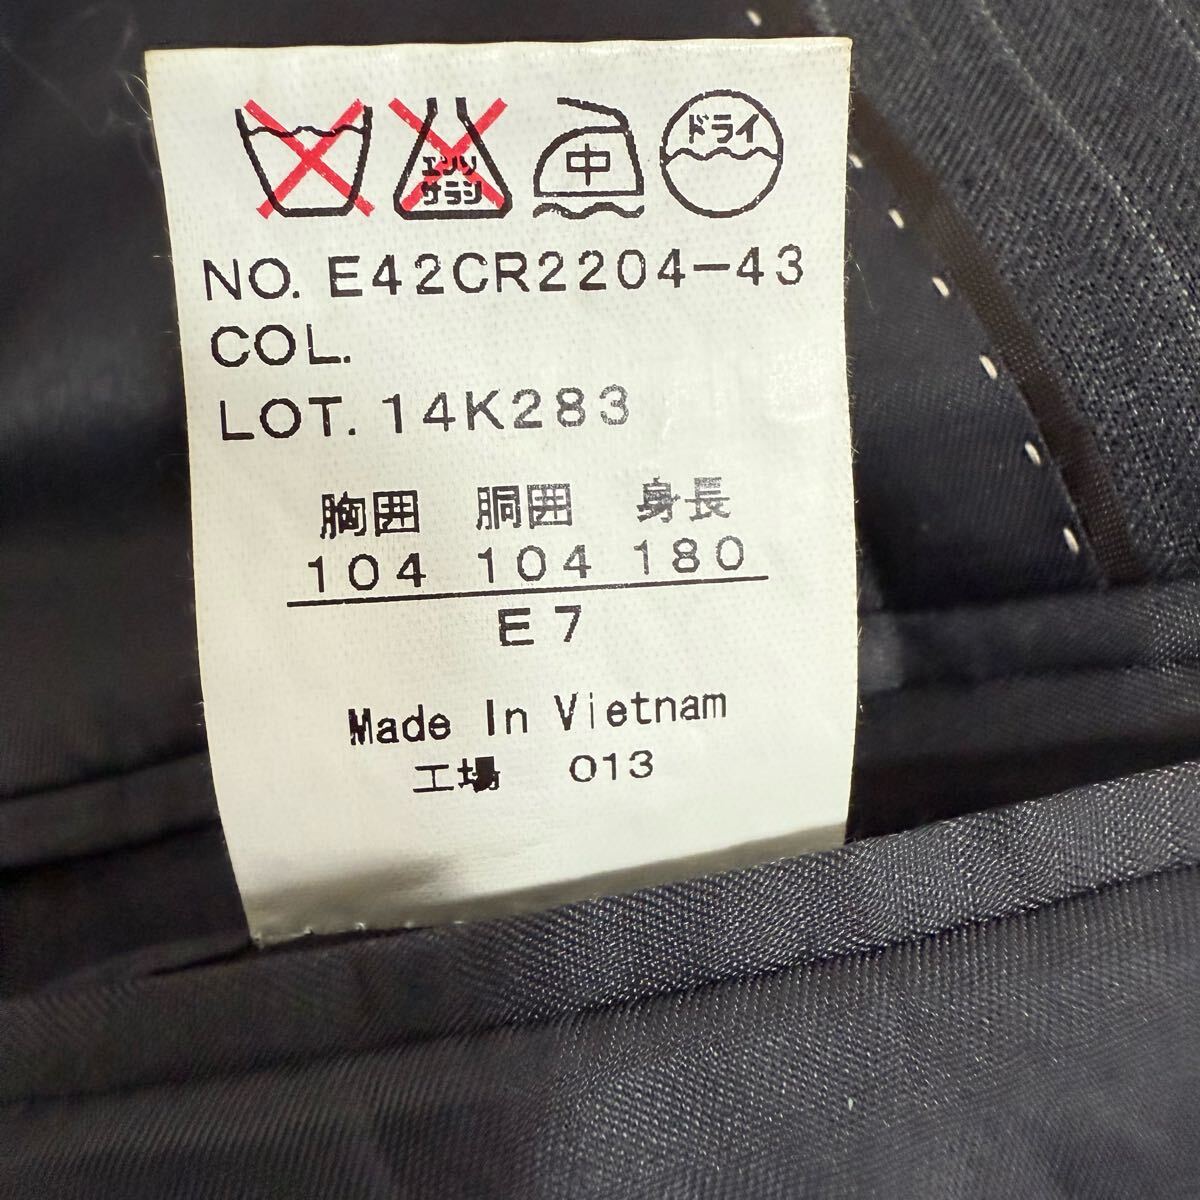 エンソ
サラシ
中
ドライ
NO. E42CR2204-43
COL.
LOT. 14K283
胸囲 胴囲 身長
104 104 180
E7
Made In Vietnam
工場 013